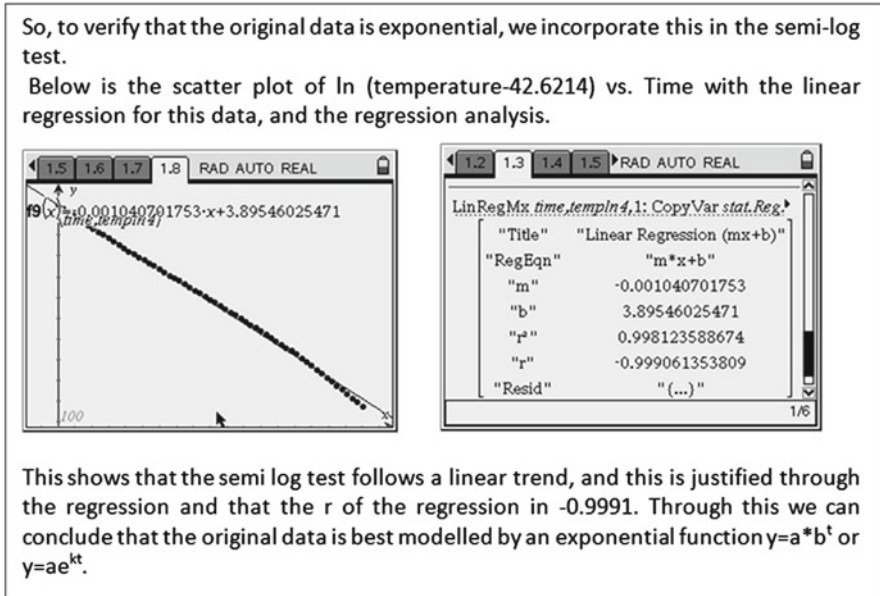 So, to verify that the original data is exponential, we incorporate this in the semi-log
test.
Below is the scatter plot of ln (temperature-42.6214) vs. Time with the linear
regression for this data, and the regression analysis.
1.5 1.6 1.7 1.8 RAD AUTO REAL
y
f9(x)=-0.001040701753·x+3.89546025471
(time,templn4)
100
x
1.2 1.3 1.4 1.5 RAD AUTO REAL
LinRegMx time,templn4,1: CopyVar stat.Reg.
"Title" "Linear Regression (mx+b)"
"RegEqn" "m*x+b"
"m" -0.001040701753
"b" 3.89546025471
"r²" 0.998123588674
"r" -0.999061353809
"Resid" "(...)"
1/6
This shows that the semi log test follows a linear trend, and this is justified through
the regression and that the r of the regression in -0.9991. Through this we can
conclude that the original data is best modelled by an exponential function y=a*bᵗ or
y=aeᵏᵗ.